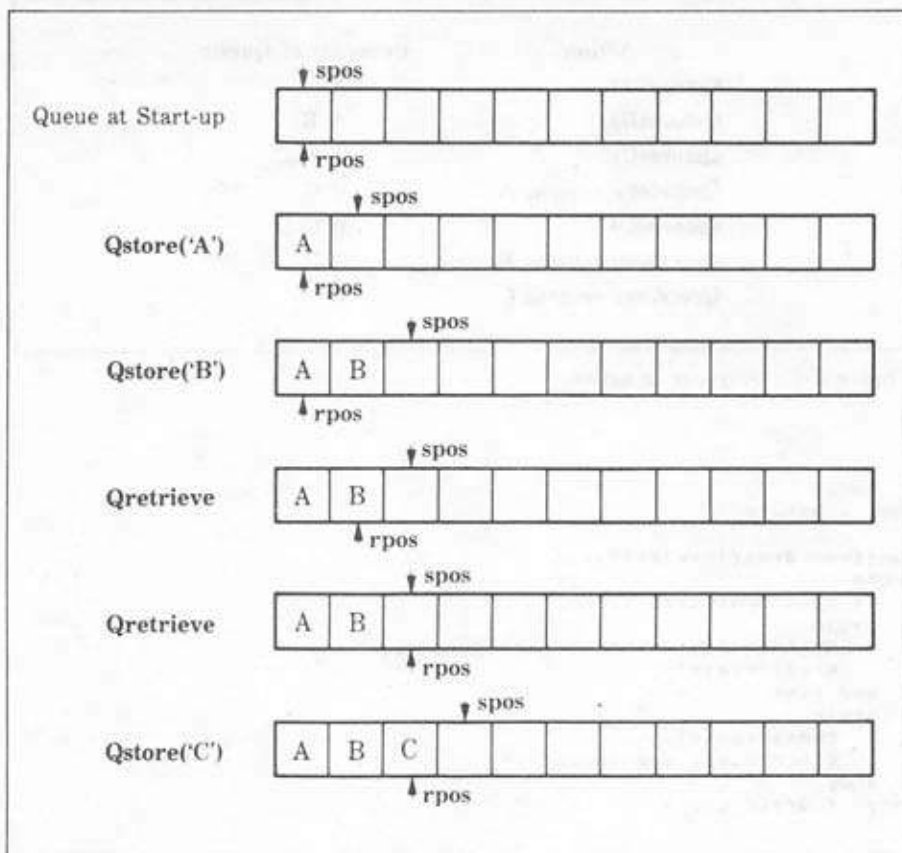 spos
Queue at Start-up
rpos
spos
Qstore('A') A
rpos
spos
Qstore('B') A B
rpos
spos
Qretrieve A B
rpos
spos
Qretrieve A B
rpos
spos
Qstore('C') A B C
rpos